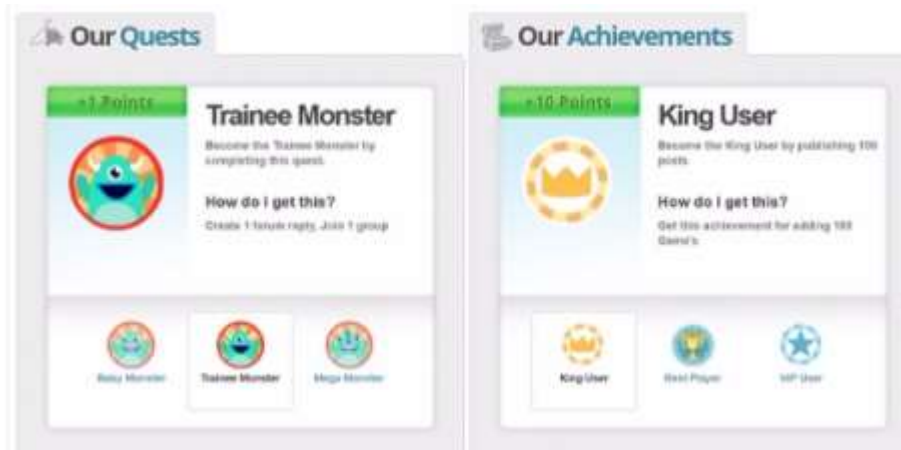 Our Quests
+1 Points
Trainee Monster
Become the Trainee Monster by
completing this quest.
How do I get this?
Create 1 forum reply, Join 1 group
Baby Monster
Trainee Monster
Mega Monster
Our Achievements
+10 Points
King User
Become the King User by publishing 100
posts.
How do I get this?
Get this achievement for adding 100
King User
Best Player
VIP User